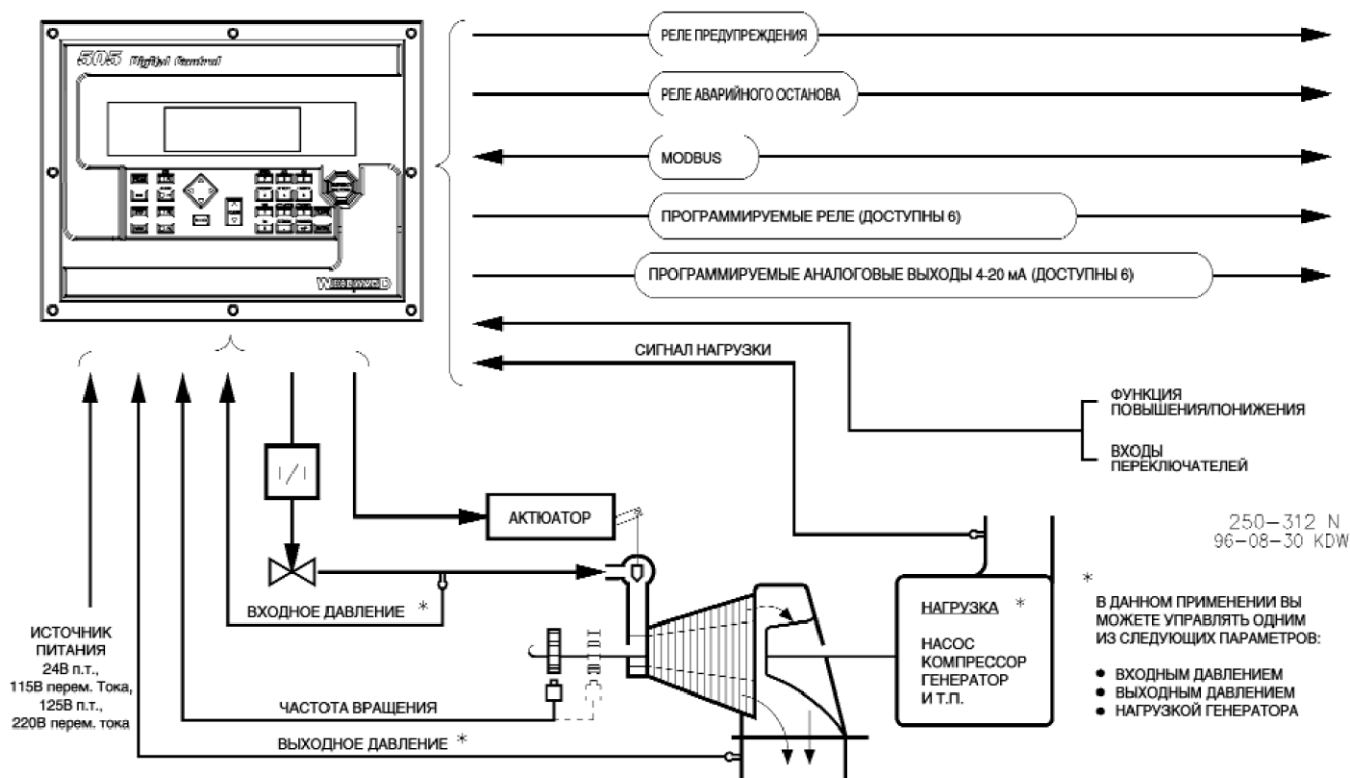 505 Digital Control
WOODWARD
РЕЛЕ ПРЕДУПРЕЖДЕНИЯ
РЕЛЕ АВАРИЙНОГО ОСТАНОВА
MODBUS
ПРОГРАММИРУЕМЫЕ РЕЛЕ (ДОСТУПНЫ 6)
ПРОГРАММИРУЕМЫЕ АНАЛОГОВЫЕ ВЫХОДЫ 4-20 мА (ДОСТУПНЫ 6)
СИГНАЛ НАГРУЗКИ
ФУНКЦИЯ
ПОВЫШЕНИЯ/ПОНИЖЕНИЯ
ВХОДЫ
ПЕРЕКЛЮЧАТЕЛЕЙ
I/I
АКТЮАТОР
250-312 N
96-08-30 KDW
ВХОДНОЕ ДАВЛЕНИЕ *
ИСТОЧНИК
ПИТАНИЯ
24В п.т.,
115В перем. Тока,
125В п.т.,
220В перем. тока
ЧАСТОТА ВРАЩЕНИЯ
ВЫХОДНОЕ ДАВЛЕНИЕ *
НАГРУЗКА *
НАСОС
КОМПРЕССОР
ГЕНЕРАТОР
И Т.П.
*
В ДАННОМ ПРИМЕНЕНИИ ВЫ
МОЖЕТЕ УПРАВЛЯТЬ ОДНИМ
ИЗ СЛЕДУЮЩИХ ПАРАМЕТРОВ:
● ВХОДНЫМ ДАВЛЕНИЕМ
● ВЫХОДНЫМ ДАВЛЕНИЕМ
● НАГРУЗКОЙ ГЕНЕРАТОРА